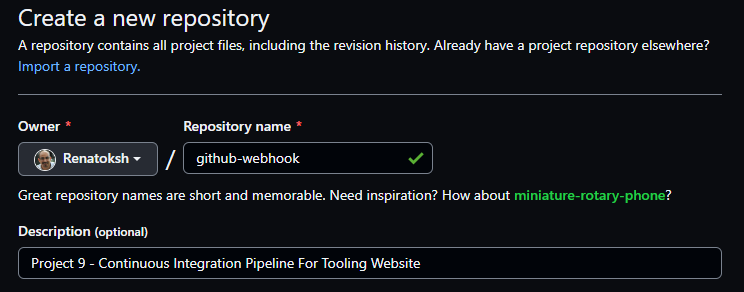 Create a new repository
A repository contains all project files, including the revision history. Already have a project repository elsewhere?
Import a repository.
Owner * Repository name *
Renatoksh / github-webhook
Great repository names are short and memorable. Need inspiration? How about miniature-rotary-phone?
Description (optional)
Project 9 - Continuous Integration Pipeline For Tooling Website